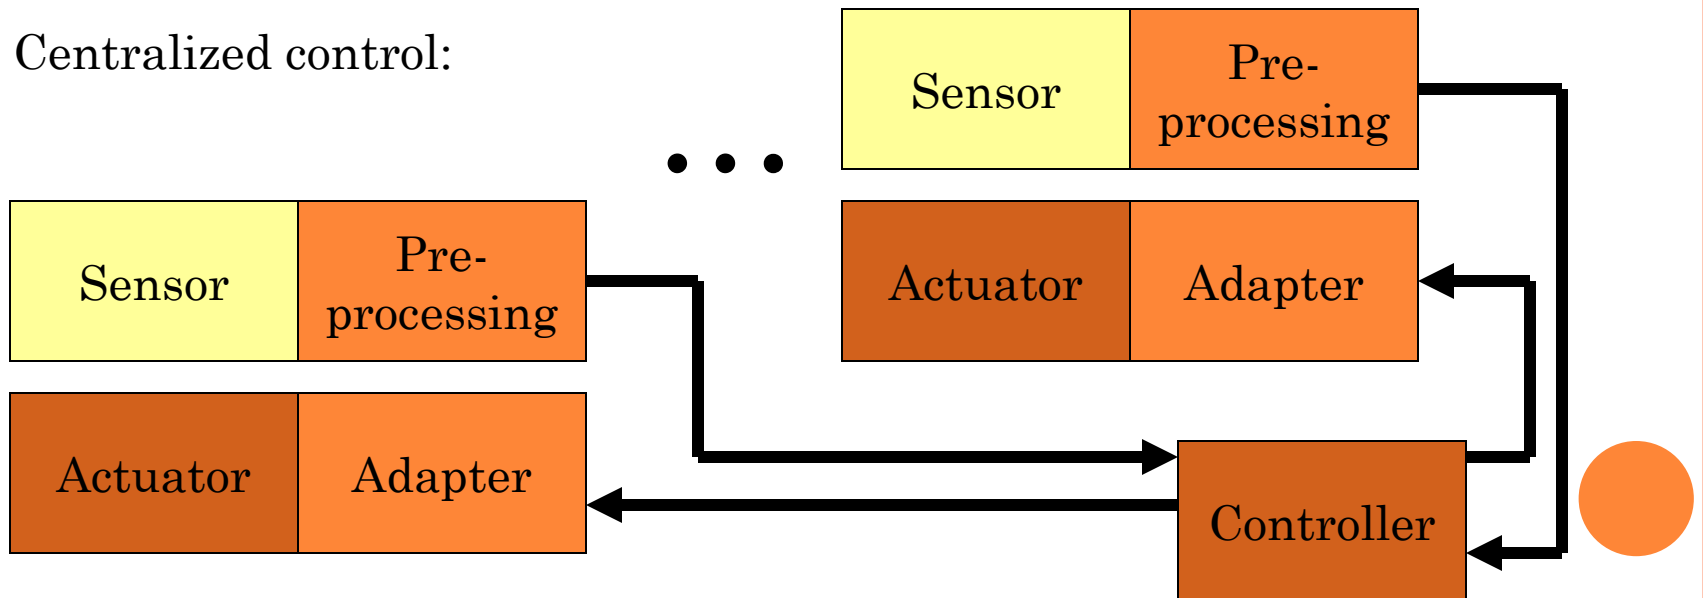 Centralized control:
Sensor
Pre-
processing
• • •
Sensor
Pre-
processing
Actuator
Adapter
Actuator
Adapter
Controller